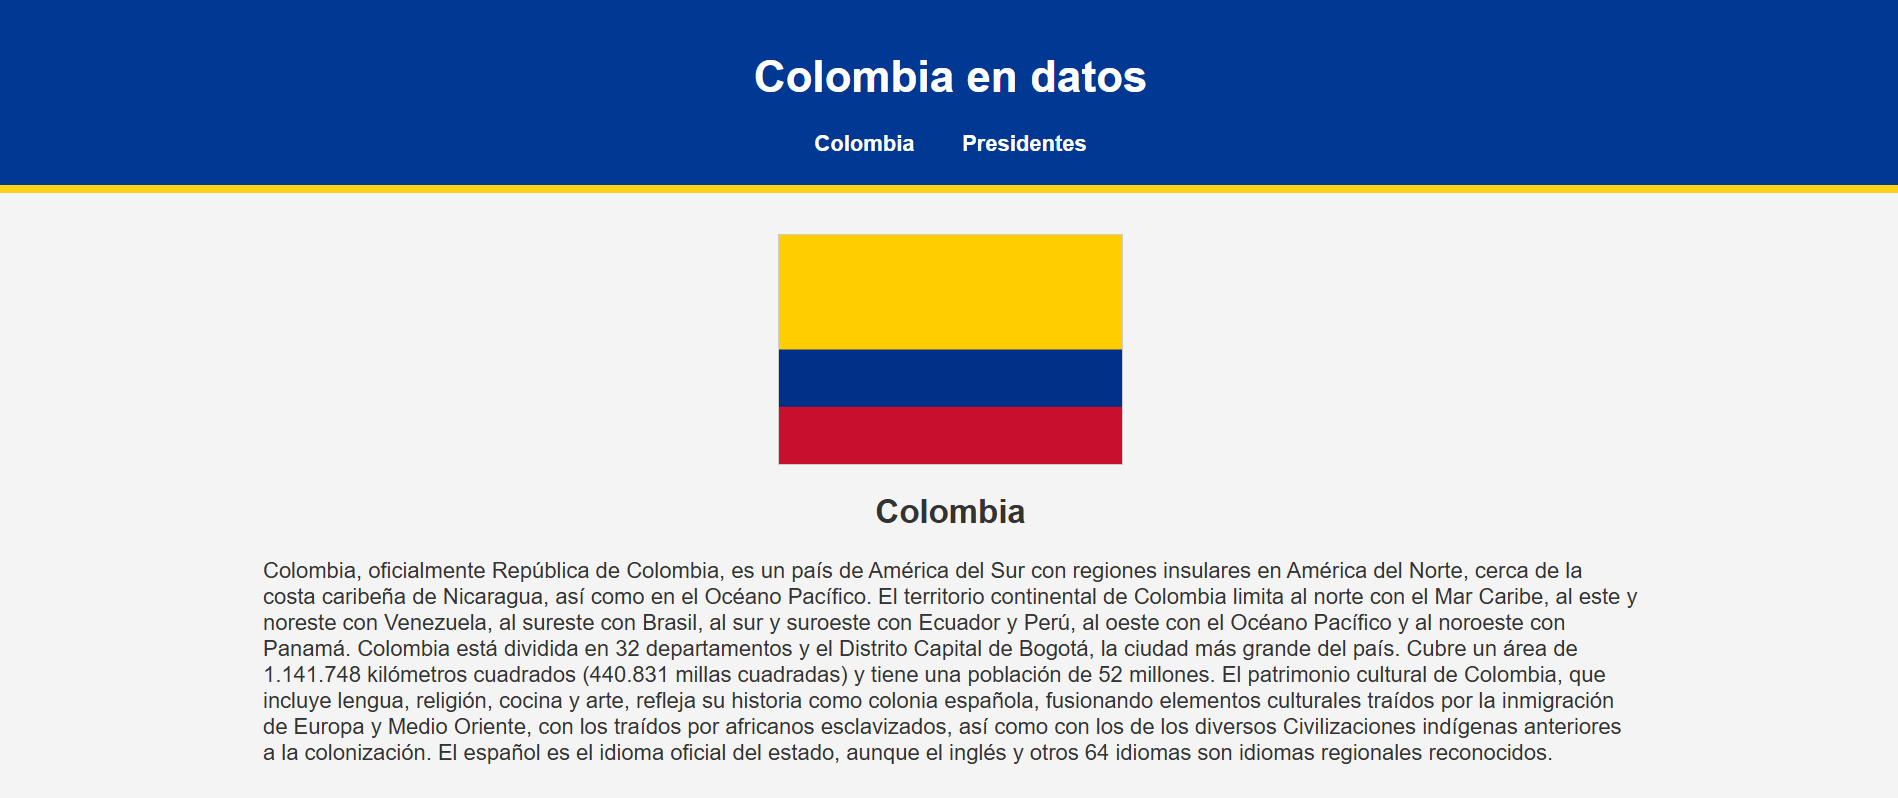 Colombia en datos
Colombia Presidentes
Colombia
Colombia, oficialmente República de Colombia, es un país de América del Sur con regiones insulares en América del Norte, cerca de la
costa caribeña de Nicaragua, así como en el Océano Pacífico. El territorio continental de Colombia limita al norte con el Mar Caribe, al este y
noreste con Venezuela, al sureste con Brasil, al sur y suroeste con Ecuador y Perú, al oeste con el Océano Pacífico y al noroeste con
Panamá. Colombia está dividida en 32 departamentos y el Distrito Capital de Bogotá, la ciudad más grande del país. Cubre un área de
1.141.748 kilómetros cuadrados (440.831 millas cuadradas) y tiene una población de 52 millones. El patrimonio cultural de Colombia, que
incluye lengua, religión, cocina y arte, refleja su historia como colonia española, fusionando elementos culturales traídos por la inmigración
de Europa y Medio Oriente, con los traídos por africanos esclavizados, así como con los de los diversos Civilizaciones indígenas anteriores
a la colonización. El español es el idioma oficial del estado, aunque el inglés y otros 64 idiomas son idiomas regionales reconocidos.